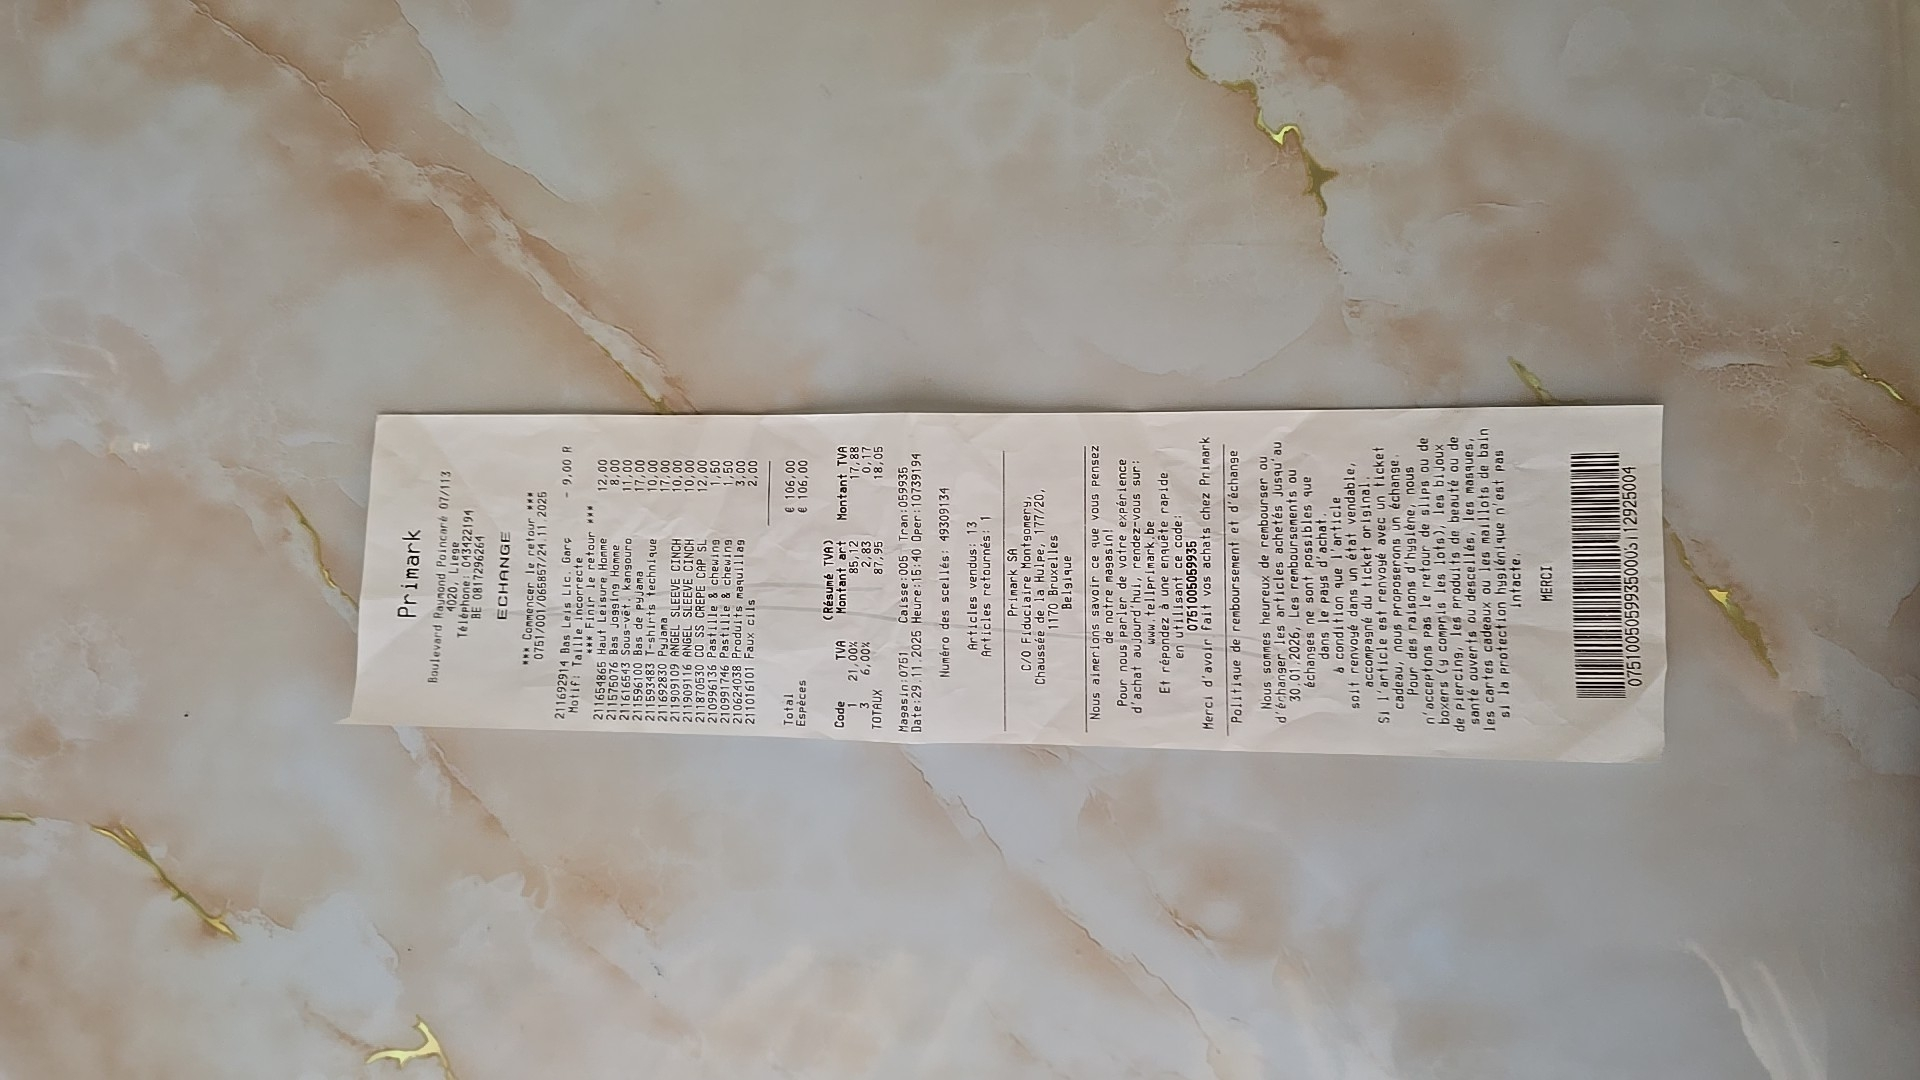 Primark
Boulevard Raymond Poincaré 07/113
4020, Liege
Téléphone: 043422194
BE 0817296264
ECHANGE
*** Commencer le retour ***
0751/001/065857/24.11.2025
211692914 Bas Leis Lic. Garç - 9,00 R
Motif: Taille incorrecte
*** Finir le retour ***
211654865 Haut Leisure Homme 12,00
211575076 Bas Jogging Homme 8,00
211616543 Sous-vêt. kangouro 11,00
211596100 Bas de Pyjama 17,00
211593483 T-shirts technique 10,00
211692830 Pyjama 17,00
211909109 ANGEL SLEEVE CINCH 10,00
211909116 ANGEL SLEEVE CINCH 10,00
211870530 CO SS CREPE CAP SL 12,00
210996136 Pastille & chewing 1,50
210991746 Pastille & chewing 1,50
210624038 Produits maquillag 3,00
211016101 Faux cils 2,00
Total € 106,00
Espèces € 106,00
(Résumé TVA)
Code TVA Montant art Montant TVA
1 21,00% 85,12 17,88
3 6,00% 2,83 0,17
TOTAUX 87,95 18,05
Magasin:0751 Caisse:005 Tran:059935
Date:29.11.2025 Heure:15:40 Oper:10739194
Numéro des scellées: 49309134
Articles vendus: 13
Articles retournés: 1
Primark SA
C/O Fiduciaire Montgomery,
Chaussée de la Hulpe, 177/20,
1170 Bruxelles
Belgique
Nous aimerions savoir ce que vous pensez
de notre magasin!
Pour nous parler de votre expérience
d'achat aujourd'hui, rendez-vous sur:
www.tellprimark.be
Et répondez à une enquête rapide
en utilisant ce code:
0751005059935
Merci d'avoir fait vos achats chez Primark
Politique de remboursement et d'échange
Nous sommes heureux de rembourser ou
d'échanger les articles achetés jusqu'au
30.01.2026. Les remboursments ou
échanges ne sont possibles que
dans le pays d'achat.
à condition que l'article
soit renvoyé dans un état vendable,
accompagné du ticket original.
Si l'article est renvoyé avec un ticket
cadeau, nous proposerons un échange.
Pour des raisons d'hygiène, nous
n'acceptons pas le retour de slips ou de
boxers (y compris les lots), les bijoux
de piercing, les produits de beauté ou de
santé ouverts ou descellés, les masques,
les cartes cadeaux ou les maillots de bain
si la protection hygiénique n'est pas
intacte.
MERCI